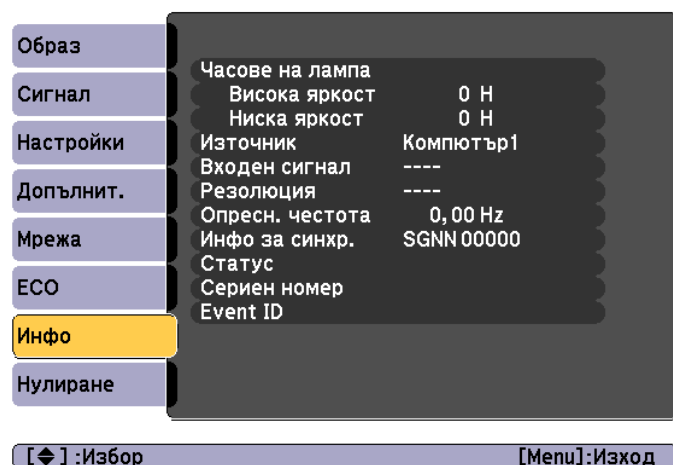 Образ
Сигнал
Настройки
Допълнит.
Мрежа
ECO
Инфо
Нулиране
Часове на лампа
Висока яркост 0 H
Ниска яркост 0 H
Източник Компютър1
Входен сигнал ----
Резолюция ----
Опресн. честота 0,00 Hz
Инфо за синхр. SGNN00000
Статус
Сериен номер
Event ID
[◆] :Избор [Menu]:Изход